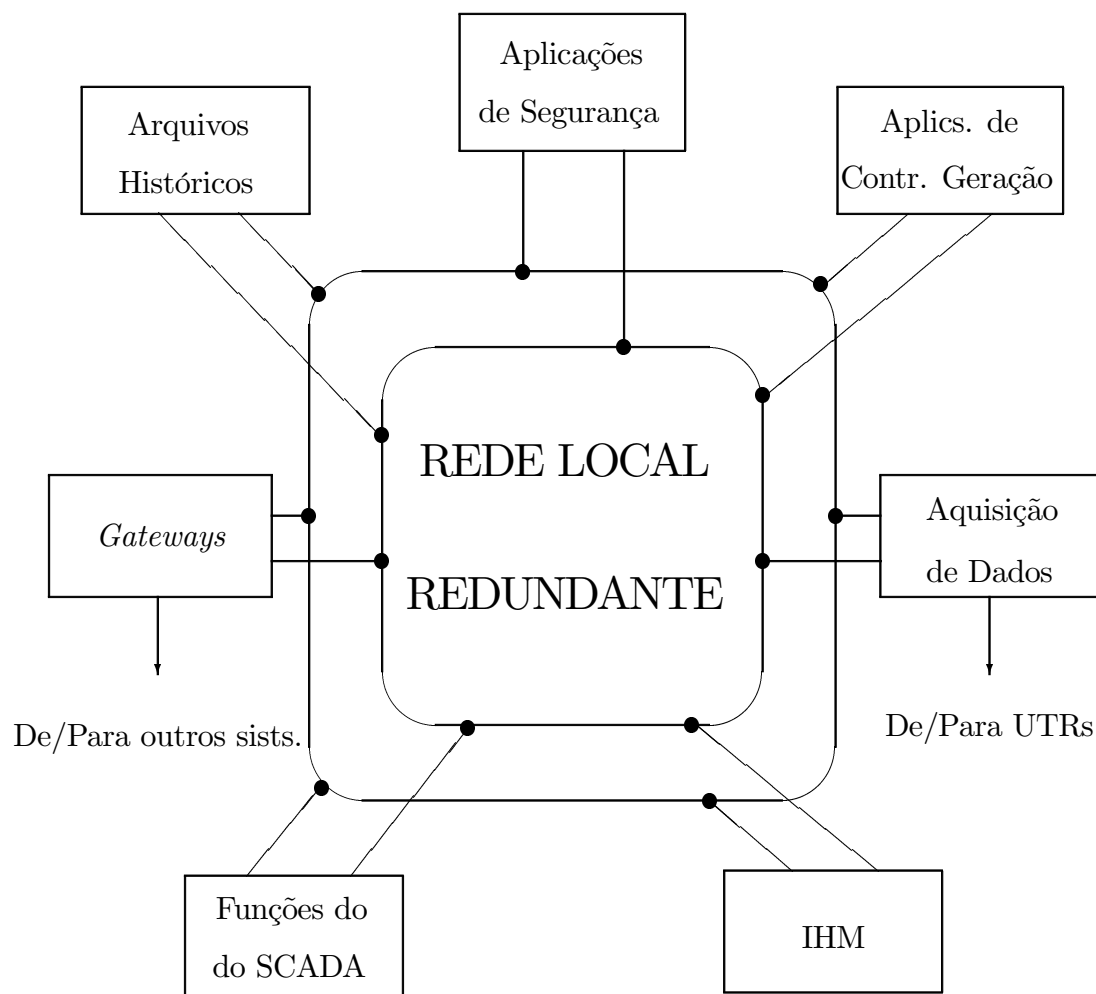 Aplicações
de Segurança
Arquivos
Históricos
Aplics. de
Contr. Geração
REDE LOCAL
REDUNDANTE
Gateways
Aquisição
de Dados
De/Para outros sists.
De/Para UTRs
Funções do
do SCADA
IHM